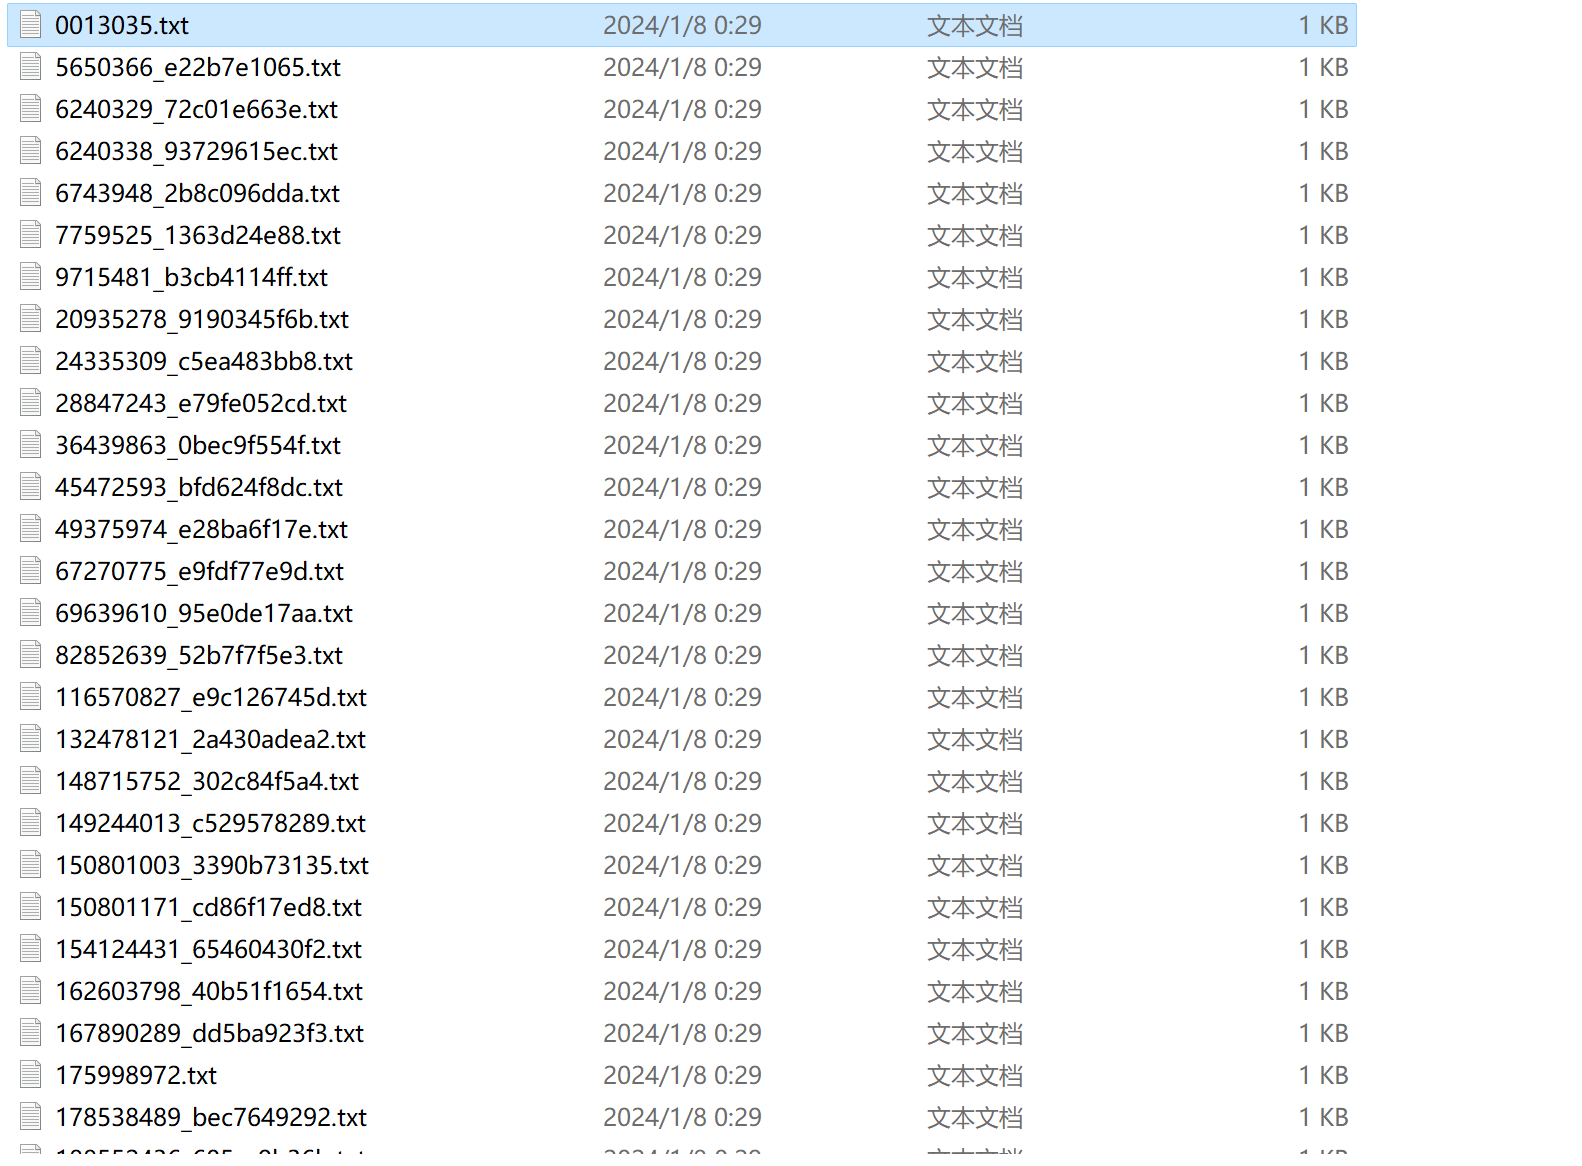 0013035.txt 2024/1/8 0:29 文本文档 1 KB
5650366_e22b7e1065.txt 2024/1/8 0:29 文本文档 1 KB
6240329_72c01e663e.txt 2024/1/8 0:29 文本文档 1 KB
6240338_93729615ec.txt 2024/1/8 0:29 文本文档 1 KB
6743948_2b8c096dda.txt 2024/1/8 0:29 文本文档 1 KB
7759525_1363d24e88.txt 2024/1/8 0:29 文本文档 1 KB
9715481_b3cb4114ff.txt 2024/1/8 0:29 文本文档 1 KB
20935278_9190345f6b.txt 2024/1/8 0:29 文本文档 1 KB
24335309_c5ea483bb8.txt 2024/1/8 0:29 文本文档 1 KB
28847243_e79fe052cd.txt 2024/1/8 0:29 文本文档 1 KB
36439863_0bec9f554f.txt 2024/1/8 0:29 文本文档 1 KB
45472593_bfd624f8dc.txt 2024/1/8 0:29 文本文档 1 KB
49375974_e28ba6f17e.txt 2024/1/8 0:29 文本文档 1 KB
67270775_e9fdf77e9d.txt 2024/1/8 0:29 文本文档 1 KB
69639610_95e0de17aa.txt 2024/1/8 0:29 文本文档 1 KB
82852639_52b7f7f5e3.txt 2024/1/8 0:29 文本文档 1 KB
116570827_e9c126745d.txt 2024/1/8 0:29 文本文档 1 KB
132478121_2a430adea2.txt 2024/1/8 0:29 文本文档 1 KB
148715752_302c84f5a4.txt 2024/1/8 0:29 文本文档 1 KB
149244013_c529578289.txt 2024/1/8 0:29 文本文档 1 KB
150801003_3390b73135.txt 2024/1/8 0:29 文本文档 1 KB
150801171_cd86f17ed8.txt 2024/1/8 0:29 文本文档 1 KB
154124431_65460430f2.txt 2024/1/8 0:29 文本文档 1 KB
162603798_40b51f1654.txt 2024/1/8 0:29 文本文档 1 KB
167890289_dd5ba923f3.txt 2024/1/8 0:29 文本文档 1 KB
175998972.txt 2024/1/8 0:29 文本文档 1 KB
178538489_bec7649292.txt 2024/1/8 0:29 文本文档 1 KB